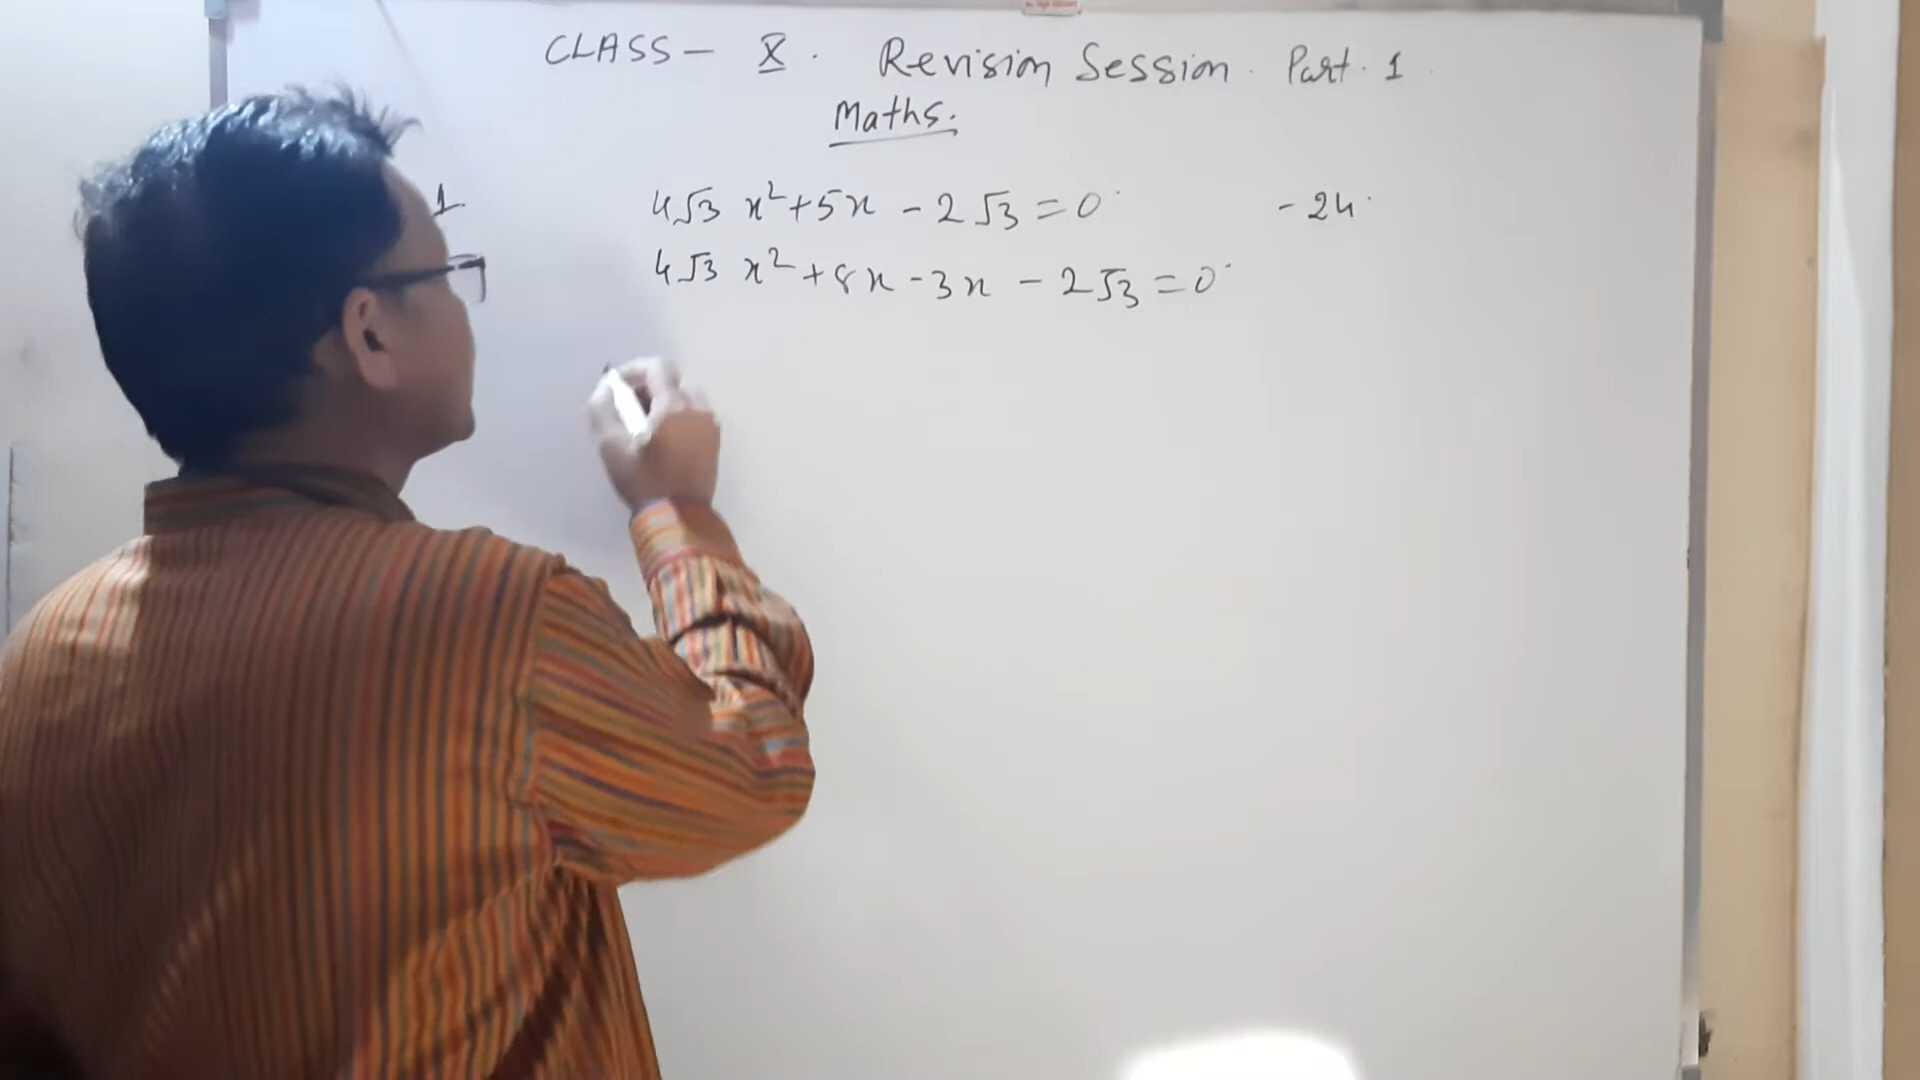 CLASS - X. Revision Session. Part. 1.
Maths.
1. 4√3 x²+5x - 2√3 = 0 -24
4√3 x²+8x -3x - 2√3 = 0